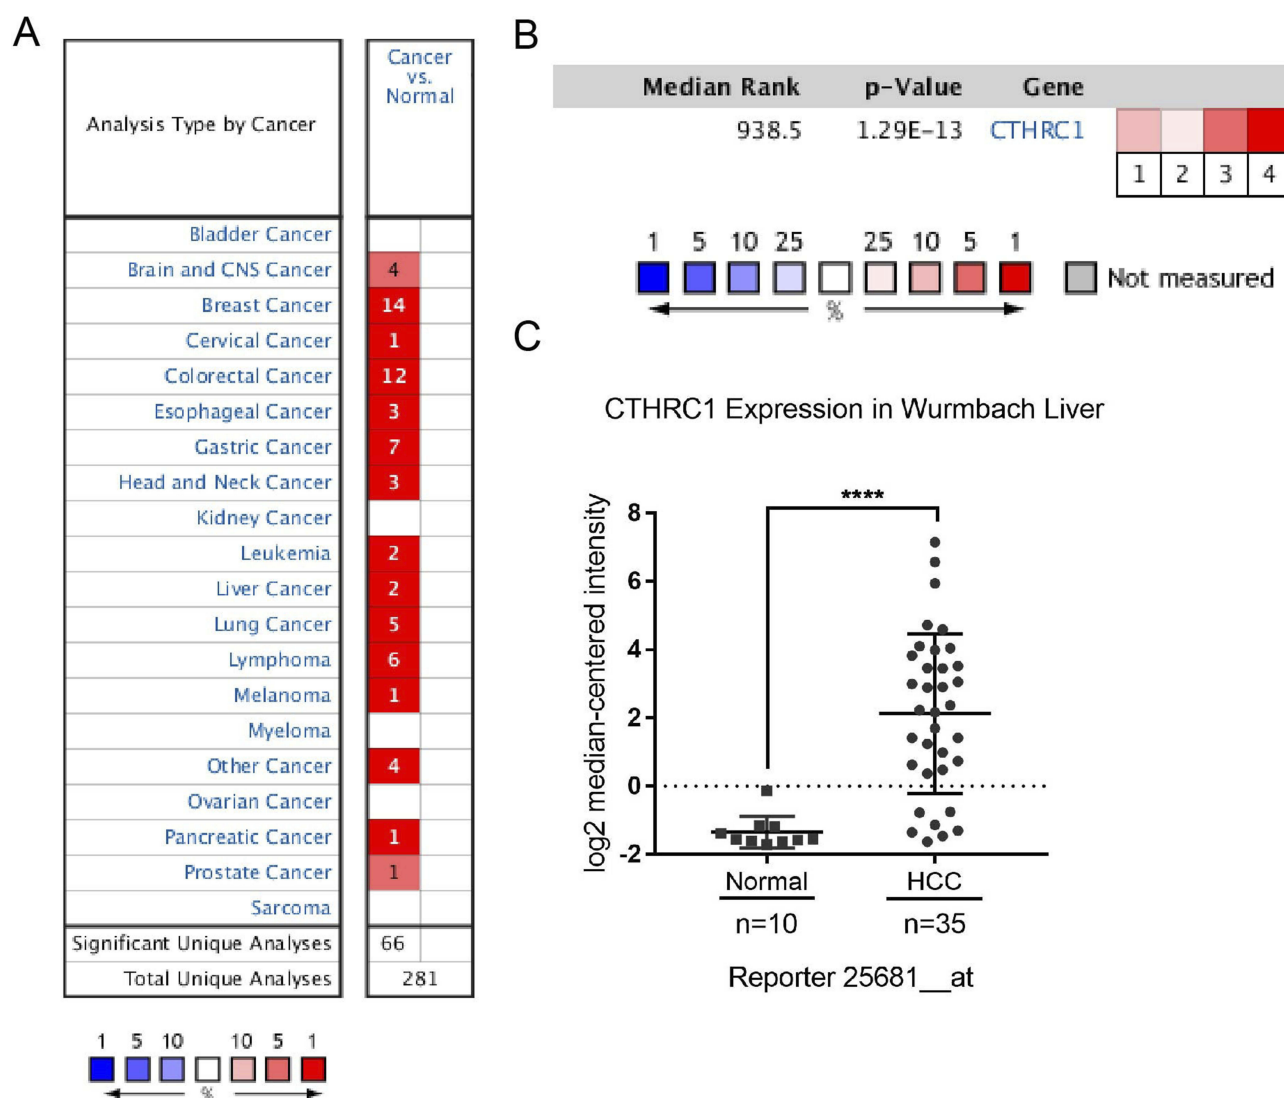 A
Analysis Type by Cancer
Cancer
vs.
Normal
Bladder Cancer
Brain and CNS Cancer 4
Breast Cancer 14
Cervical Cancer 1
Colorectal Cancer 12
Esophageal Cancer 3
Gastric Cancer 7
Head and Neck Cancer 3
Kidney Cancer
Leukemia 2
Liver Cancer 2
Lung Cancer 5
Lymphoma 6
Melanoma 1
Myeloma
Other Cancer 4
Ovarian Cancer
Pancreatic Cancer 1
Prostate Cancer 1
Sarcoma
Significant Unique Analyses 66
Total Unique Analyses 281
1 5 10 10 5 1
%
B
Median Rank p-Value Gene
938.5 1.29E-13 CTHRC1
1 2 3 4
1 5 10 25 25 10 5 1
Not measured
%
C
CTHRC1 Expression in Wurmbach Liver
log2 median-centered intensity
****
8
6
4
2
0
-2
Normal HCC
n=10 n=35
Reporter 25681__at